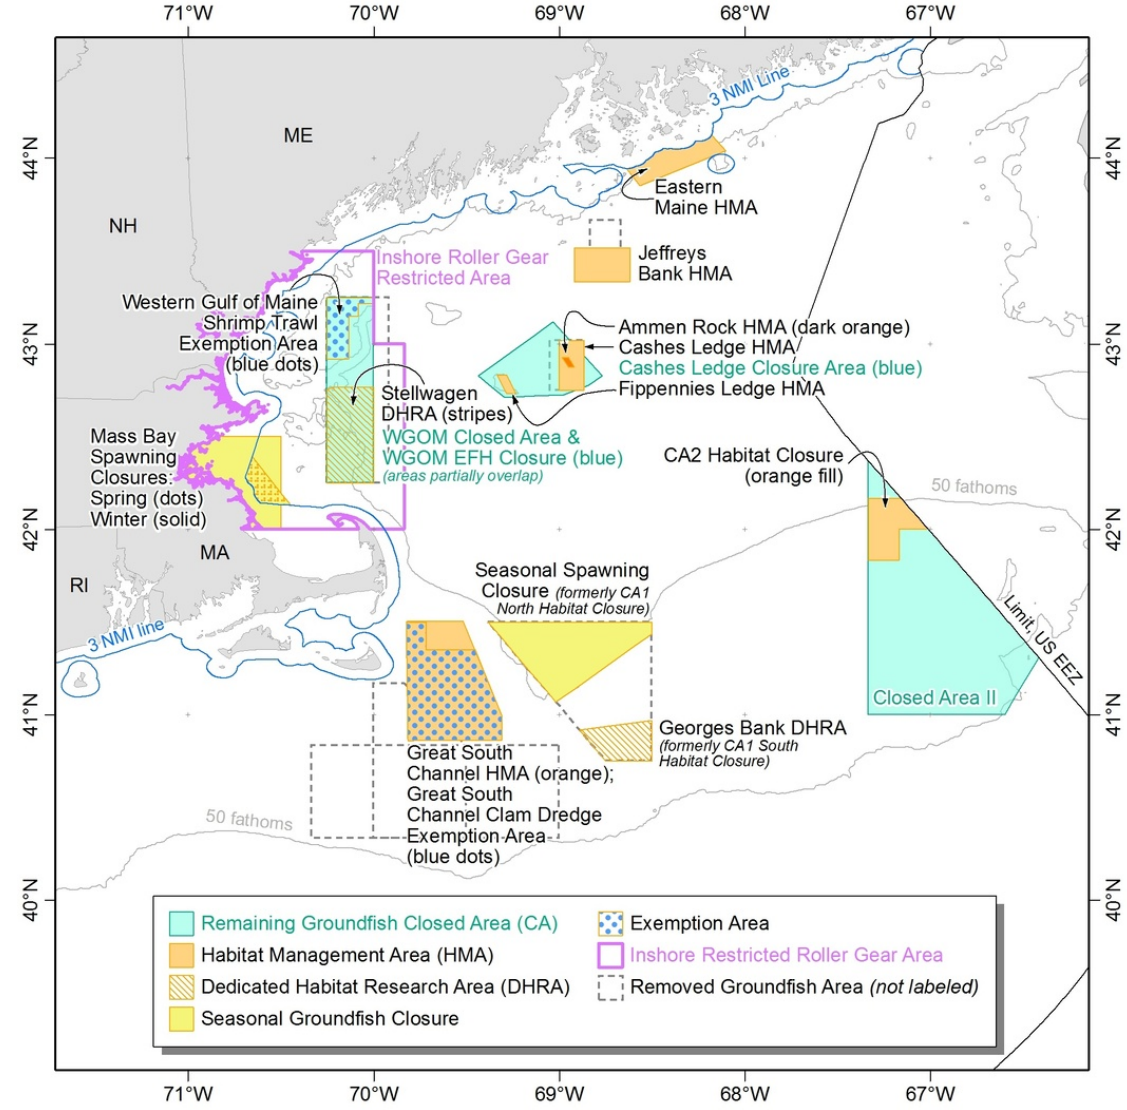 71°W 70°W 69°W 68°W 67°W
3 NMI Line
ME
44°N
44°N
Eastern
Maine HMA
NH
Jeffreys
Bank HMA
Inshore Roller Gear
Restricted Area
Western Gulf of Maine
Shrimp Trawl
Exemption Area
(blue dots)
43°N
43°N
Ammen Rock HMA (dark orange)
Cashes Ledge HMA
Cashes Ledge Closure Area (blue)
Fippennies Ledge HMA
Stellwagen
DHRA (stripes)
WGOM Closed Area &
WGOM EFH Closure (blue)
(areas partially overlap)
Mass Bay
Spawning
Closures:
Spring (dots)
Winter (solid)
CA2 Habitat Closure
(orange fill)
50 fathoms
42°N
42°N
MA
RI
3 NMI line
Seasonal Spawning
Closure (formerly CA1
North Habitat Closure)
Limit, US EEZ
Closed Area II
41°N
41°N
Georges Bank DHRA
(formerly CA1 South
Habitat Closure)
Great South
Channel HMA (orange);
Great South
Channel Clam Dredge
Exemption Area
(blue dots)
50 fathoms
40°N
40°N
Remaining Groundfish Closed Area (CA)
Habitat Management Area (HMA)
Dedicated Habitat Research Area (DHRA)
Seasonal Groundfish Closure
Exemption Area
Inshore Restricted Roller Gear Area
Removed Groundfish Area (not labeled)
71°W 70°W 69°W 68°W 67°W